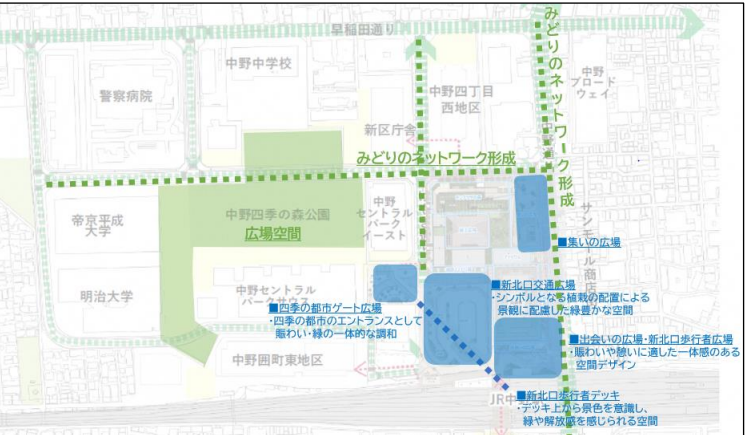 早稲田通り
みどりのネットワーク形成
中野中学校
警察病院
中野四丁目
西地区
中野
ブロード
ウェイ
新区庁舎
みどりのネットワーク形成
帝京平成
大学
中野四季の森公園
広場空間
中野
セントラル
パーク
イースト
サンモール商店街
■集いの広場
明治大学
中野セントラル
パークサウス
■四季の都市ゲート広場
・四季の都市のエントランスとして
賑わい・緑の一体的な調和
■新北口交通広場
・シンボルとなる植栽の配置による
景観に配慮した緑豊かな空間
中野囲町東地区
■出会いの広場・新北口歩行者広場
・賑わいや憩いに適した一体感のある
空間デザイン
■新北口歩行者デッキ
・デッキ上から景色を意識し、
緑や解放感を感じられる空間
JR中